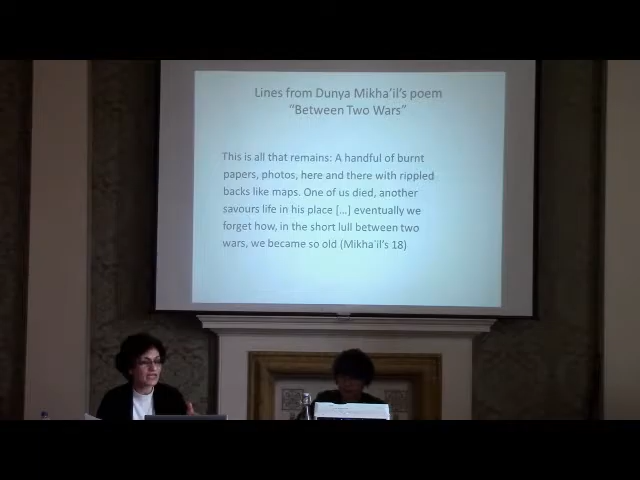 Lines from Dunya Mikha'il's poem
"Between Two Wars"
This is all that remains: A handful of burnt
papers, photos, here and there with rippled
backs like maps. One of us died, another
savours life in his place […] eventually we
forget how, in the short lull between two
wars, we became so old (Mikha'il's 18)